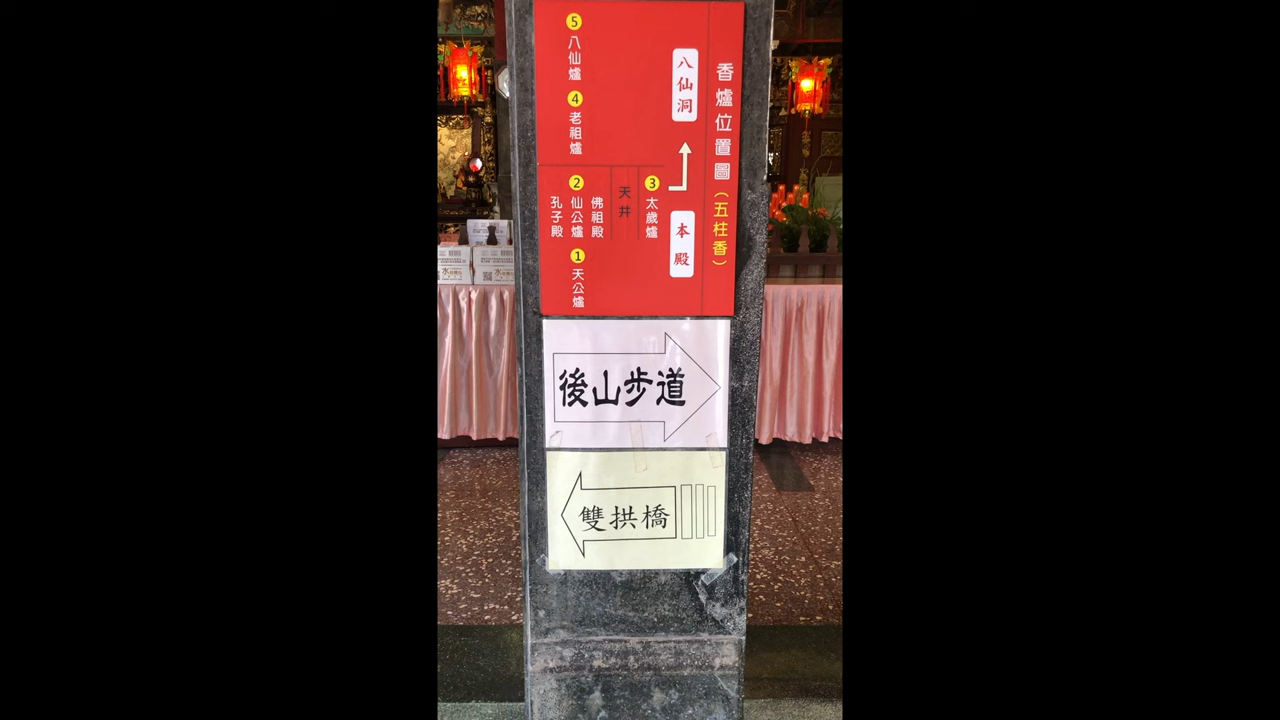 香爐位置圖(五柱香)
八仙洞
本殿
5
八仙爐
4
老祖爐
3
太歲爐
天井
佛祖殿
2
仙公爐
孔子殿
1
天公爐
後山步道
雙拱橋